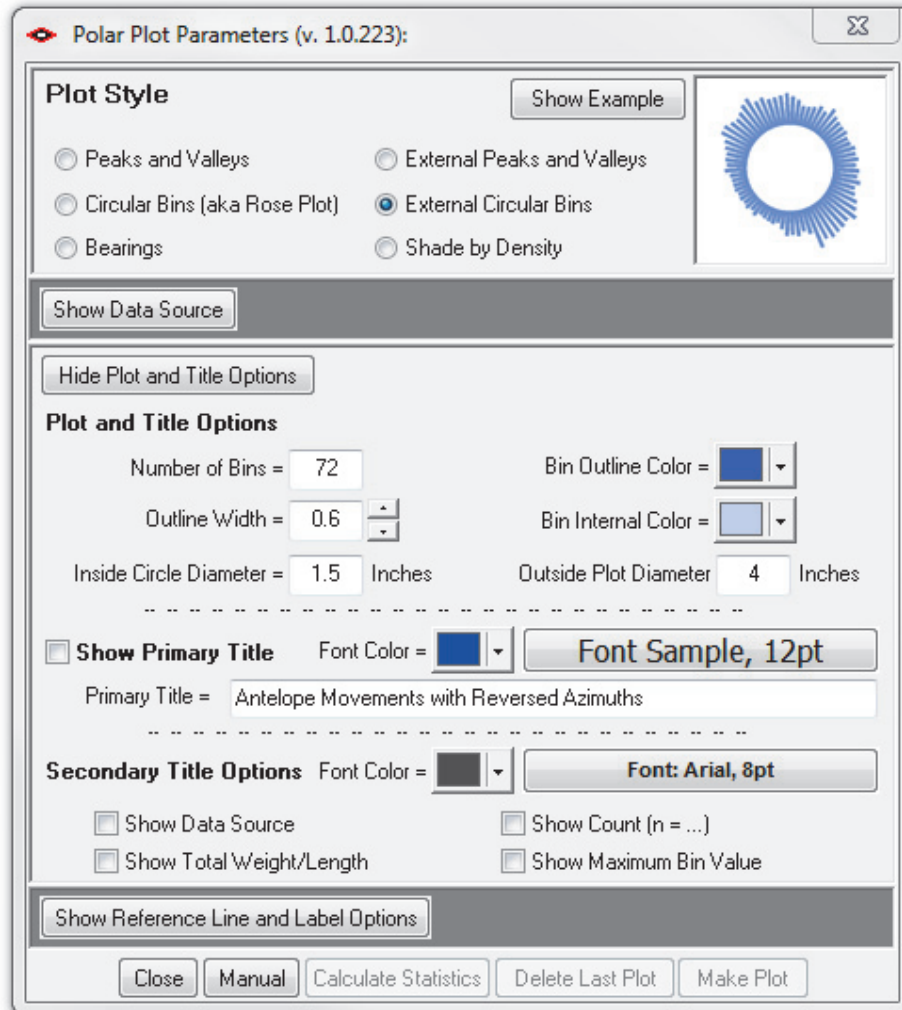 Polar Plot Parameters (v. 1.0.223):
Plot Style
Show Example
Peaks and Valleys
External Peaks and Valleys
Circular Bins (aka Rose Plot)
External Circular Bins
Bearings
Shade by Density
Show Data Source
Hide Plot and Title Options
Plot and Title Options
Number of Bins = 72
Bin Outline Color =
Outline Width = 0.6
Bin Internal Color =
Inside Circle Diameter = 1.5 Inches
Outside Plot Diameter 4 Inches
Show Primary Title Font Color = Font Sample, 12pt
Primary Title = Antelope Movements with Reversed Azimuths
Secondary Title Options Font Color = Font: Arial, 8pt
Show Data Source
Show Count (n = ...)
Show Total Weight/Length
Show Maximum Bin Value
Show Reference Line and Label Options
Close Manual Calculate Statistics Delete Last Plot Make Plot